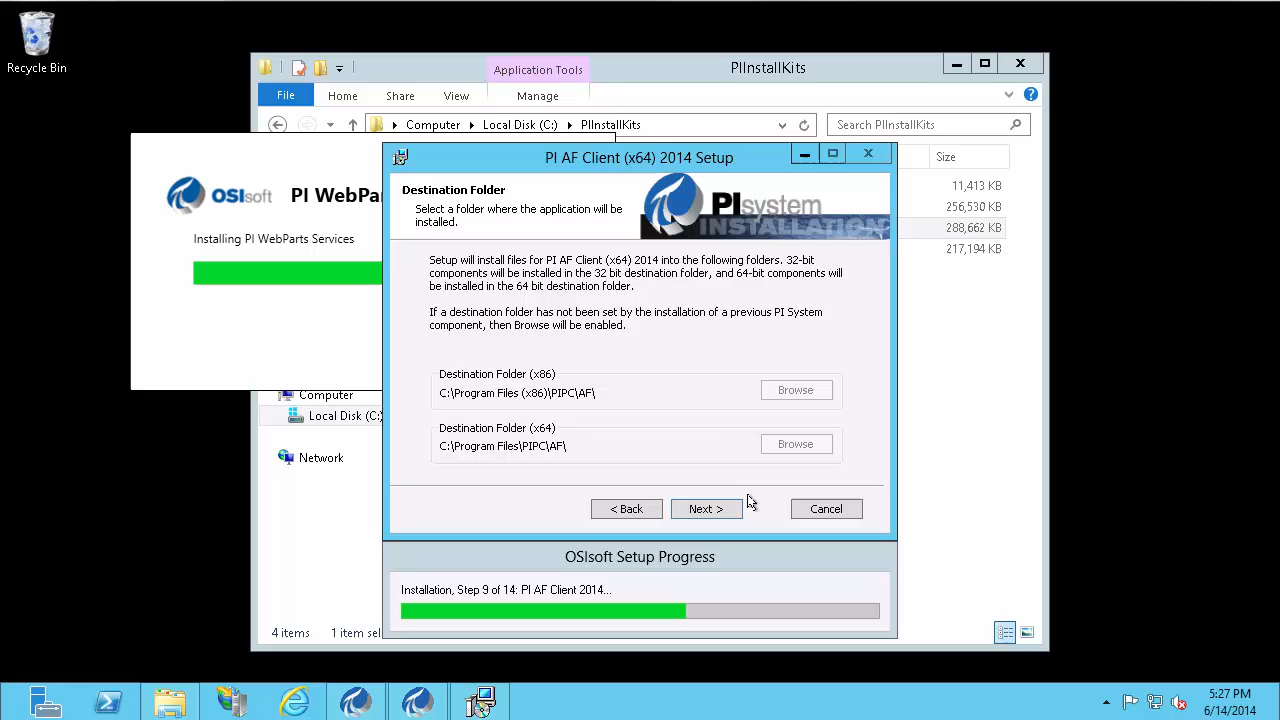 Recycle Bin
Application Tools
PIInstallKits
File
Home
Share
View
Manage
Computer
Local Disk (C:)
PIInstallKits
Search PIInstallKits
Size
11,413 KB
256,530 KB
288,662 KB
217,194 KB
OSIsoft
PI WebPa
Installing PI WebParts Services
PI AF Client (x64) 2014 Setup
Destination Folder
Select a folder where the application will be
installed.
PIsystem
INSTALLATION
Setup will install files for PI AF Client (x64) 2014 into the following folders. 32-bit
components will be installed in the 32 bit destination folder, and 64-bit components will
be installed in the 64 bit destination folder.
If a destination folder has not been set by the installation of a previous PI System
component, then Browse will be enabled.
Destination Folder (x86)
C:\Program Files (x86)\PIPC\AF\
Browse
Destination Folder (x64)
C:\Program Files\PIPC\AF\
Browse
< Back
Next >
Cancel
Computer
Local Disk (C:)
Network
OSIsoft Setup Progress
Installation, Step 9 of 14: PI AF Client 2014...
4 items
1 item sel
5:27 PM
6/14/2014